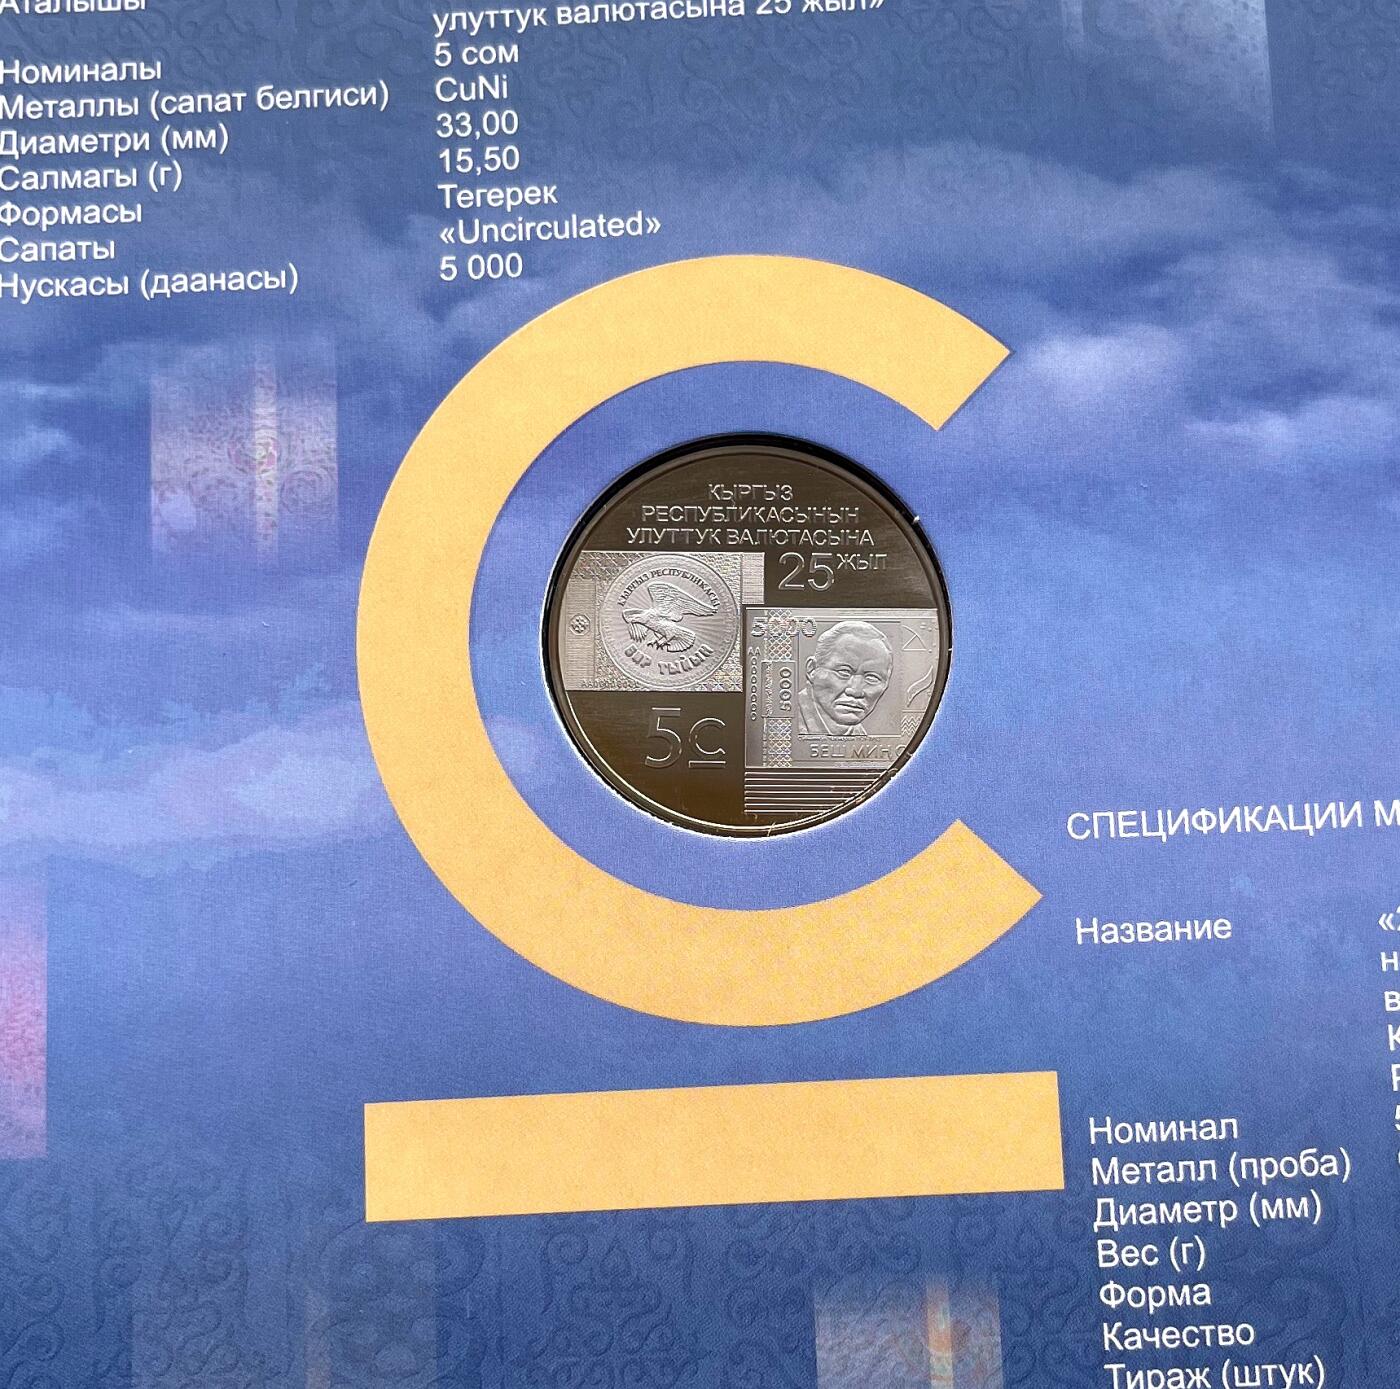 Аталышы
улуттук валютасына 25 жыл»
Номиналы 5 сом
Металлы (сапат белгиси) CuNi
Диаметри (мм) 33,00
Салмагы (г) 15,50
Формасы Тегерек
Сапаты «Uncirculated»
Нускасы (даанасы) 5 000
КЫРГЫЗ
РЕСПУБЛИКАСЫНЫН
УЛУТТУК ВАЛЮТАСЫНА
25 ЖЫЛ
КЫРГЫЗ РЕСПУБЛИКАСЫ
БИР ТЫЙЫН
5000
5000
БЕШ МИҢ С
5 С
С
СПЕЦИФИКАЦИИ М
Название
Номинал
Металл (проба)
Диаметр (мм)
Вес (г)
Форма
Качество
Тираж (штук)